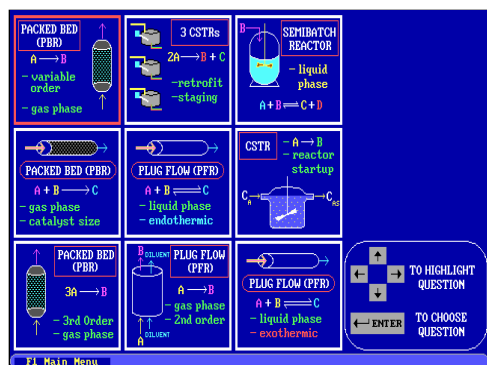 PACKED BED
(PBR)
A → B
- variable
order
- gas phase
3 CSTRs
2A → B + C
-retrofit
-staging
SEMIBATCH
REACTOR
B
- liquid
phase
A + B ⇌ C + D
PACKED BED (PBR)
A + B → C
- gas phase
- catalyst size
PLUG FLOW (PFR)
A + B ⇌ C
- liquid phase
- endothermic
CSTR
- A → B
- reactor
startup
CA
CAS
PACKED BED
(PBR)
3A → B
- 3rd Order
- gas phase
B DILUENT
PLUG FLOW
(PFR)
A → B
- gas phase
- 2nd order
A DILUENT
PLUG FLOW (PFR)
A + B ⇌ C
- liquid phase
- exothermic
TO HIGHLIGHT
QUESTION
ENTER
TO CHOOSE
QUESTION
F1 Main Menu